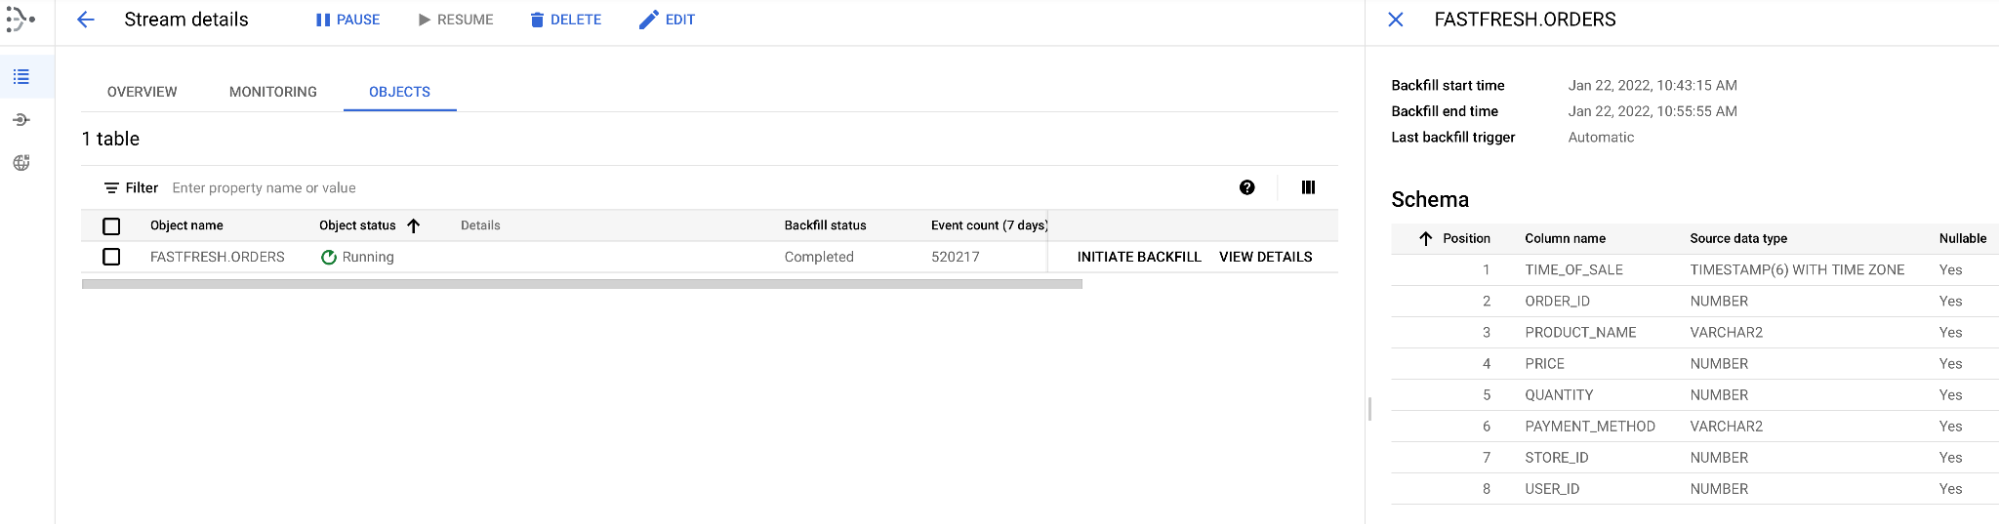 Stream details PAUSE RESUME DELETE EDIT
OVERVIEW MONITORING OBJECTS
1 table
Filter Enter property name or value
Object name Object status Details Backfill status Event count (7 days)
FASTFRESH.ORDERS Running Completed 520217 INITIATE BACKFILL VIEW DETAILS
FASTFRESH.ORDERS
Backfill start time Jan 22, 2022, 10:43:15 AM
Backfill end time Jan 22, 2022, 10:55:55 AM
Last backfill trigger Automatic
Schema
Position Column name Source data type Nullable
1 TIME_OF_SALE TIMESTAMP(6) WITH TIME ZONE Yes
2 ORDER_ID NUMBER Yes
3 PRODUCT_NAME VARCHAR2 Yes
4 PRICE NUMBER Yes
5 QUANTITY NUMBER Yes
6 PAYMENT_METHOD VARCHAR2 Yes
7 STORE_ID NUMBER Yes
8 USER_ID NUMBER Yes